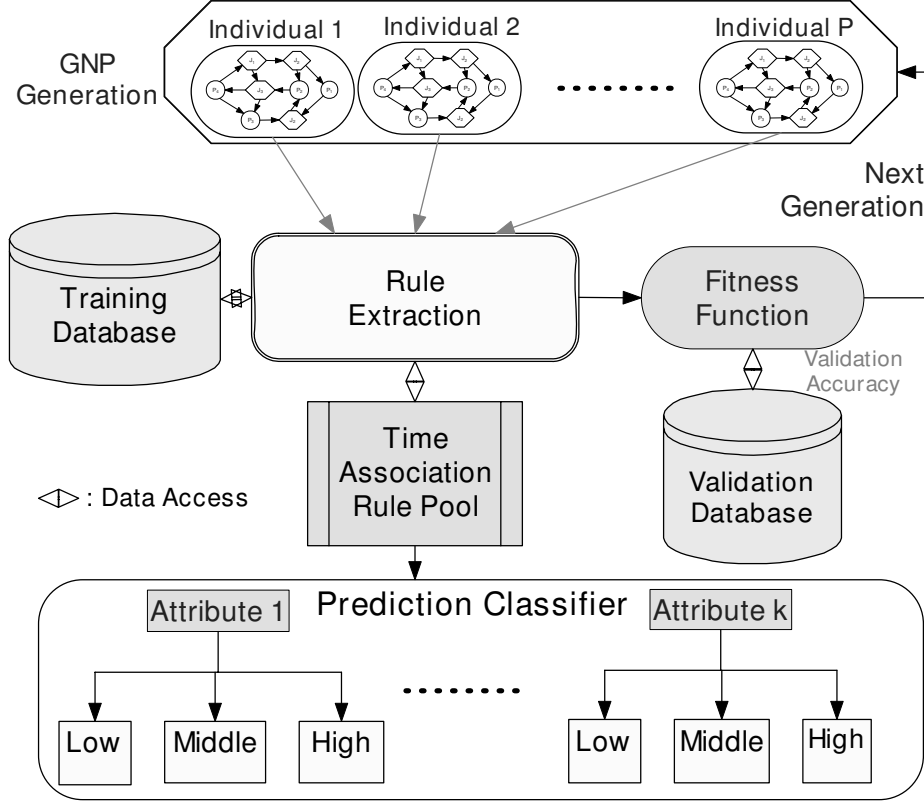 Individual 1
Individual 2
Individual P
GNP
Generation
Next
Generation
Training
Database
Rule
Extraction
Fitness
Function
Validation
Accuracy
Time
Association
Rule Pool
Validation
Database
: Data Access
Prediction Classifier
Attribute 1
Attribute k
Low
Middle
High
Low
Middle
High